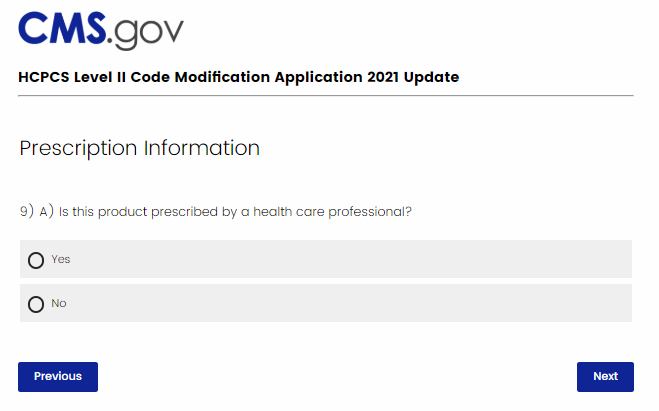 CMS.gov
HCPCS Level II Code Modification Application 2021 Update
Prescription Information
9) A) Is this product prescribed by a health care professional?
Yes
No
Previous
Next